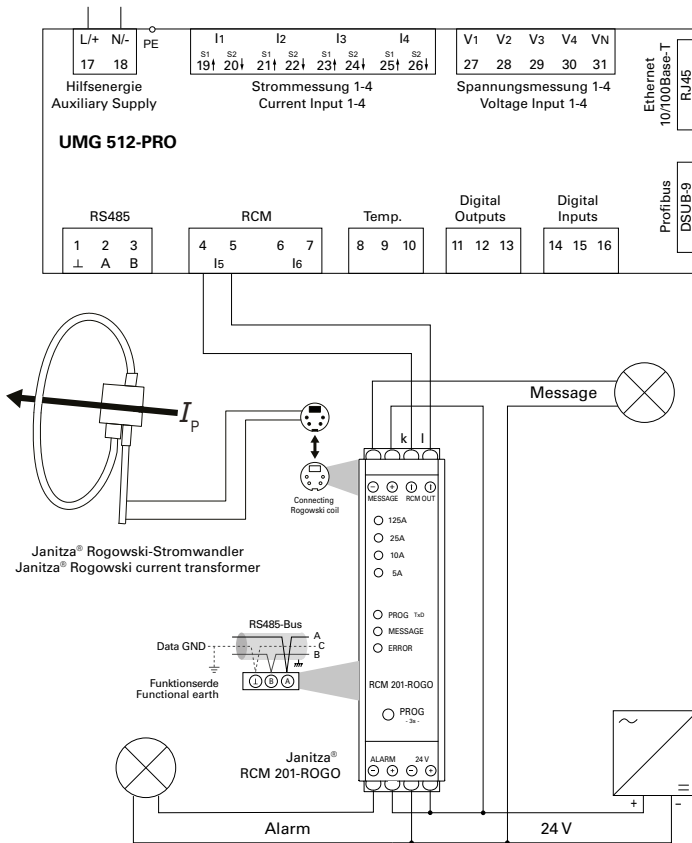 L/+ N/-
17 18
PE
Hilfsenergie
Auxiliary Supply
I1 I2 I3 I4
S1 S2 S1 S2 S1 S2 S1 S2
19 20 21 22 23 24 25 26
Strommessung 1-4
Current Input 1-4
V1 V2 V3 V4 VN
27 28 29 30 31
Spannungsmessung 1-4
Voltage Input 1-4
Ethernet
10/100Base-T
RJ45
UMG 512-PRO
Profibus
DSUB-9
RS485
1 2 3
⊥ A B
RCM
4 5 6 7
I5 I6
Temp.
8 9 10
Digital
Outputs
11 12 13
Digital
Inputs
14 15 16
IP
Message
k l
Connecting
Rogowski coil
MESSAGE RCM OUT
125A
25A
10A
5A
PROG TxD
MESSAGE
ERROR
RCM 201-ROGO
PROG
- 3s -
ALARM 24 V
Janitza® Rogowski-Stromwandler
Janitza® Rogowski current transformer
RS485-Bus
A
C
B
Data GND
⊥ B A
Funktionserde
Functional earth
Janitza®
RCM 201-ROGO
Alarm
24 V
+ −